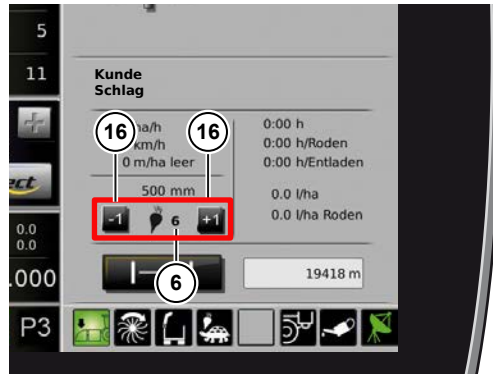 5
11
Kunde
Schlag
16
16
ha/h
km/h
0 m/ha leer
0:00 h
0:00 h/Roden
0:00 h/Entladen
500 mm
0.0 l/ha
0.0 l/ha Roden
-1
6
+1
0.0
0.0
.000
6
19418 m
P3